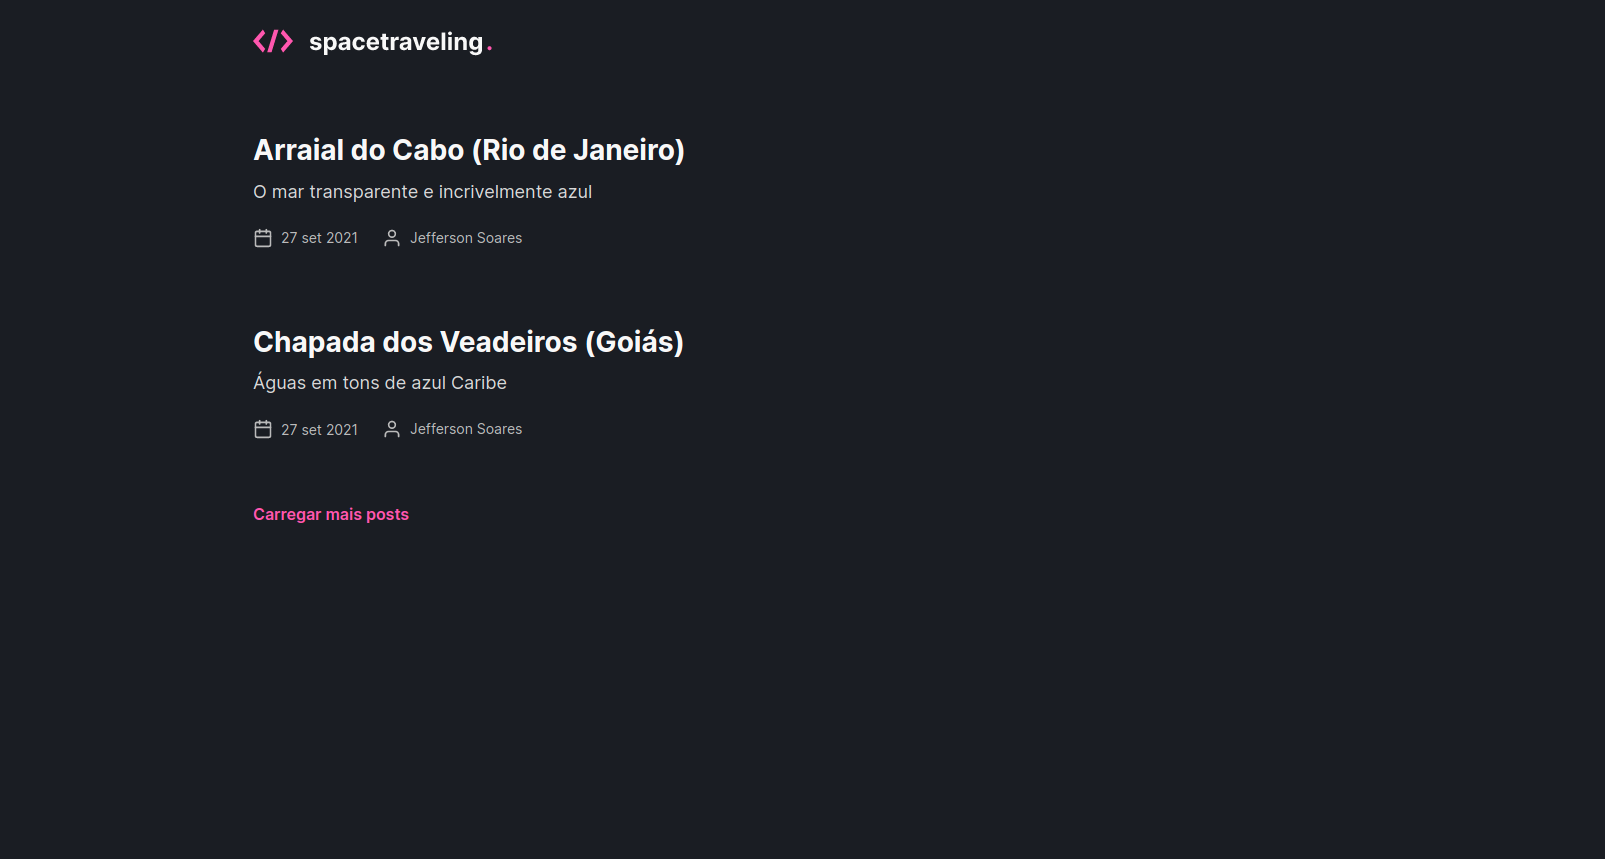 spacetraveling.
Arraial do Cabo (Rio de Janeiro)
O mar transparente e incrivelmente azul
27 set 2021 Jefferson Soares
Chapada dos Veadeiros (Goiás)
Águas em tons de azul Caribe
27 set 2021 Jefferson Soares
Carregar mais posts